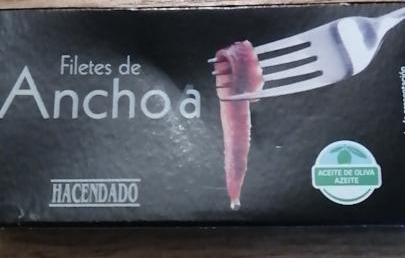 Filetes de
Anchoa
HACENDADO
ACEITE DE OLIVA
AZEITE